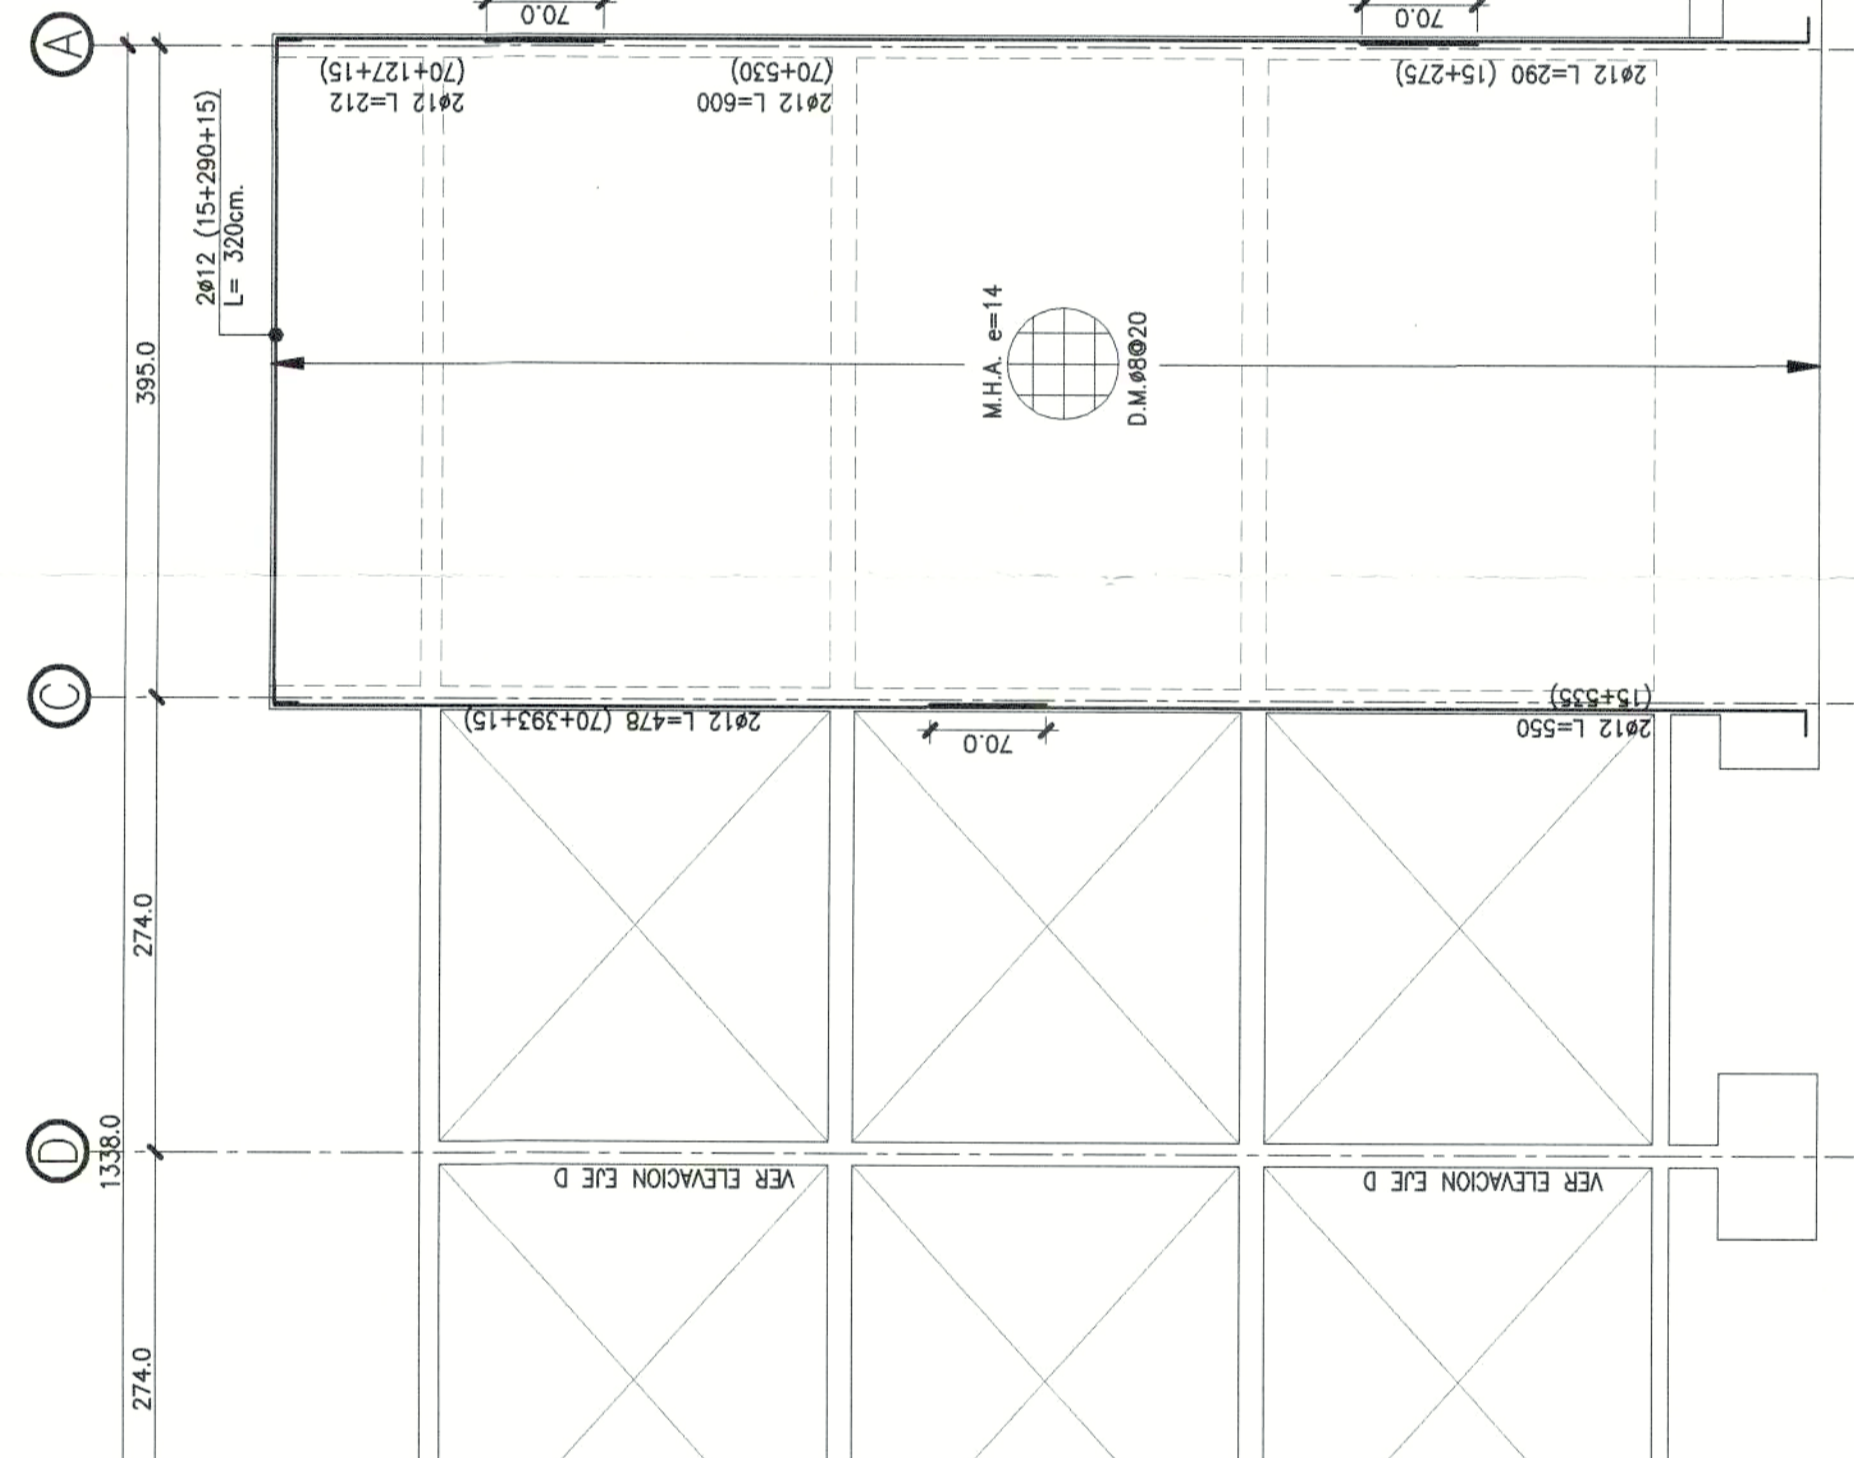 A
70.0
70.0
2ø12 L=212
(70+127+15)
2ø12 L=600
(70+530)
2ø12 L=290 (15+275)
2ø12 (15+290+15)
L= 320cm.
395.0
M.H.A. e=14
D.M.ø8@20
C
2ø12 L=478 (70+393+15)
70.0
2ø12 L=550
(15+535)
274.0
D
1338.0
VER ELEVACION EJE D
VER ELEVACION EJE D
274.0